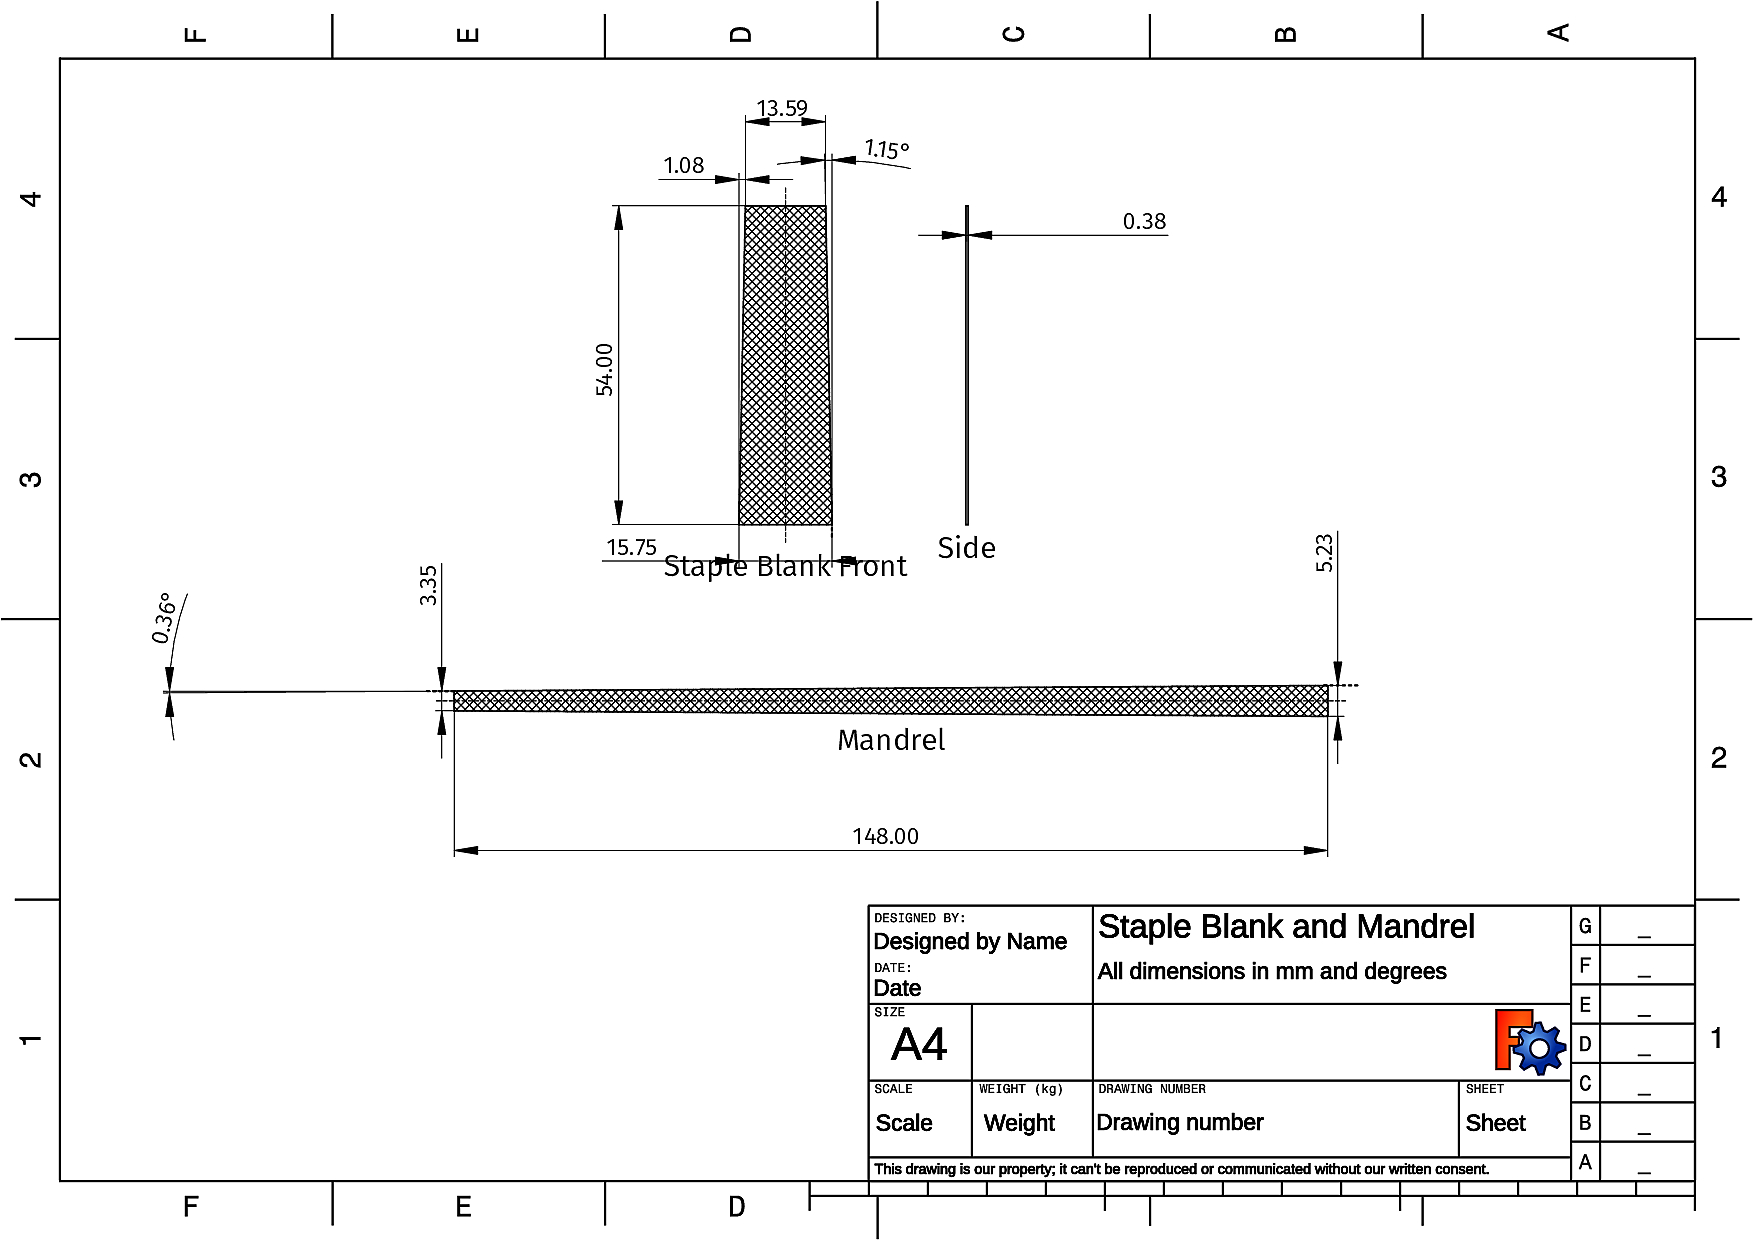 F E D C B A
13.59
1.15°
1.08
4 4
0.38
54.00
3 3
15.75
Staple Blank Front
Side
5.23
3.35
0.36°
Mandrel
2 2
148.00
DESIGNED BY:
Designed by Name
DATE:
Date
Staple Blank and Mandrel
All dimensions in mm and degrees
SIZE
A4
SCALE
Scale
WEIGHT (kg)
Weight
DRAWING NUMBER
Drawing number
SHEET
Sheet
This drawing is our property; it can't be reproduced or communicated without our written consent.
G _
F _
E _
D _
C _
B _
A _
1 1
F E D